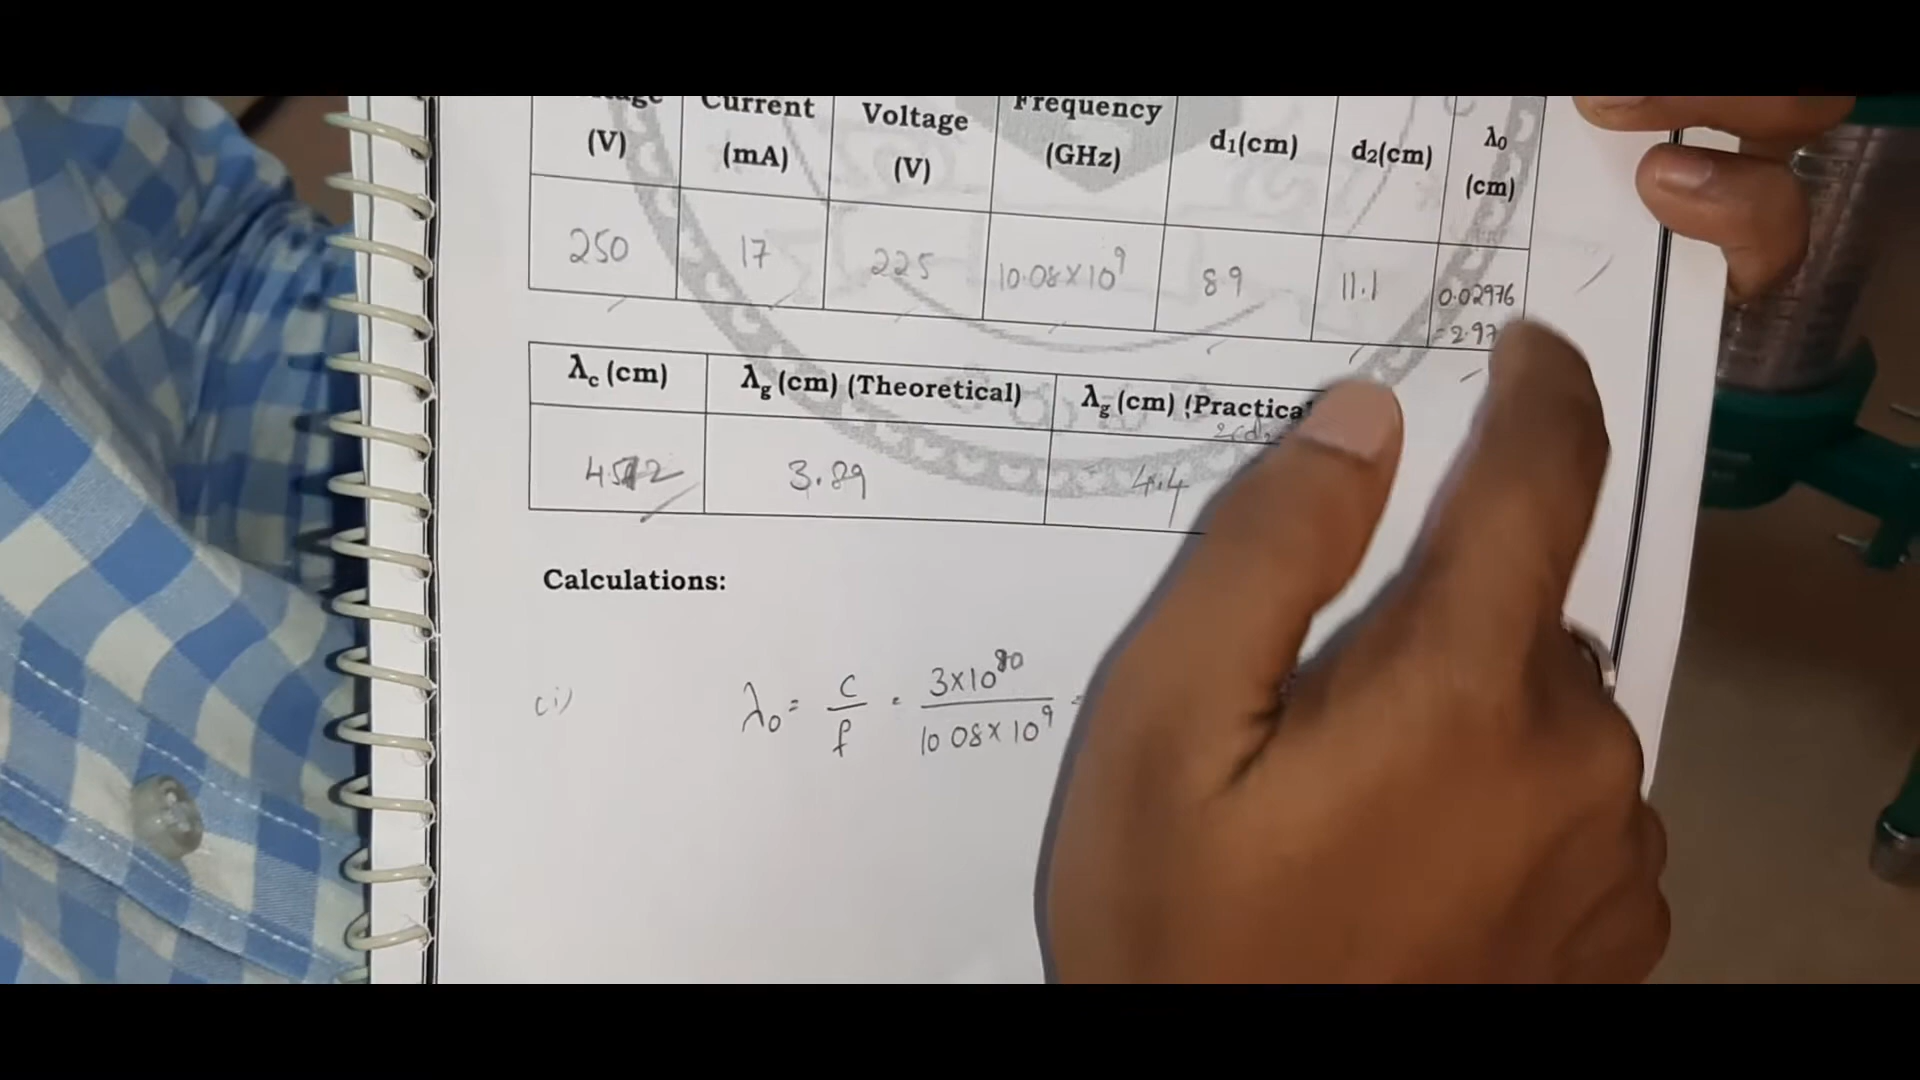 Current Voltage Frequency
(V) (mA) (V) (GHz) d₁(cm) d₂(cm) λ₀ (cm)
250 17 225 10.08×10⁹ 8.9 11.1 0.02976
λc (cm) λg (cm) (Theoretical) λg (cm)
3.89 4.4
Calculations:
(i) λ₀ = c/f = 3×10 / 10.08×10⁹ =